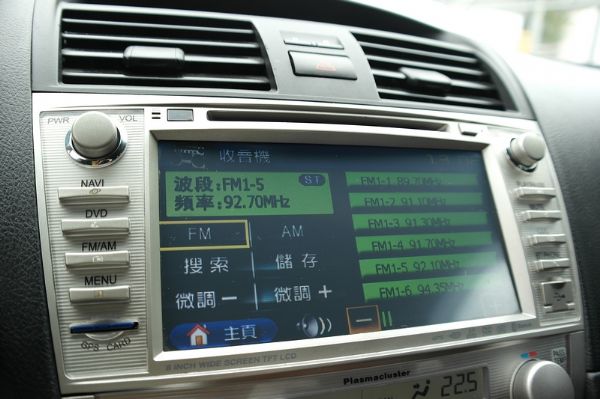 PWR VOL
NAVI
DVD
FM/AM
MENU
GPS CARD
收音機
波段:FM1-5 ST
頻率:92.70MHz
FM AM
搜索 儲存
微調－ 微調＋
主頁
FM1-1 89.70MHz
FM1-2 91.10MHz
FM1-3 91.30MHz
FM1-4 91.70MHz
FM1-5 92.10MHz
FM1-6 94.35MHz
8 INCH WIDE SCREEN TFT LCD
Plasmacluster
22.5
PASS